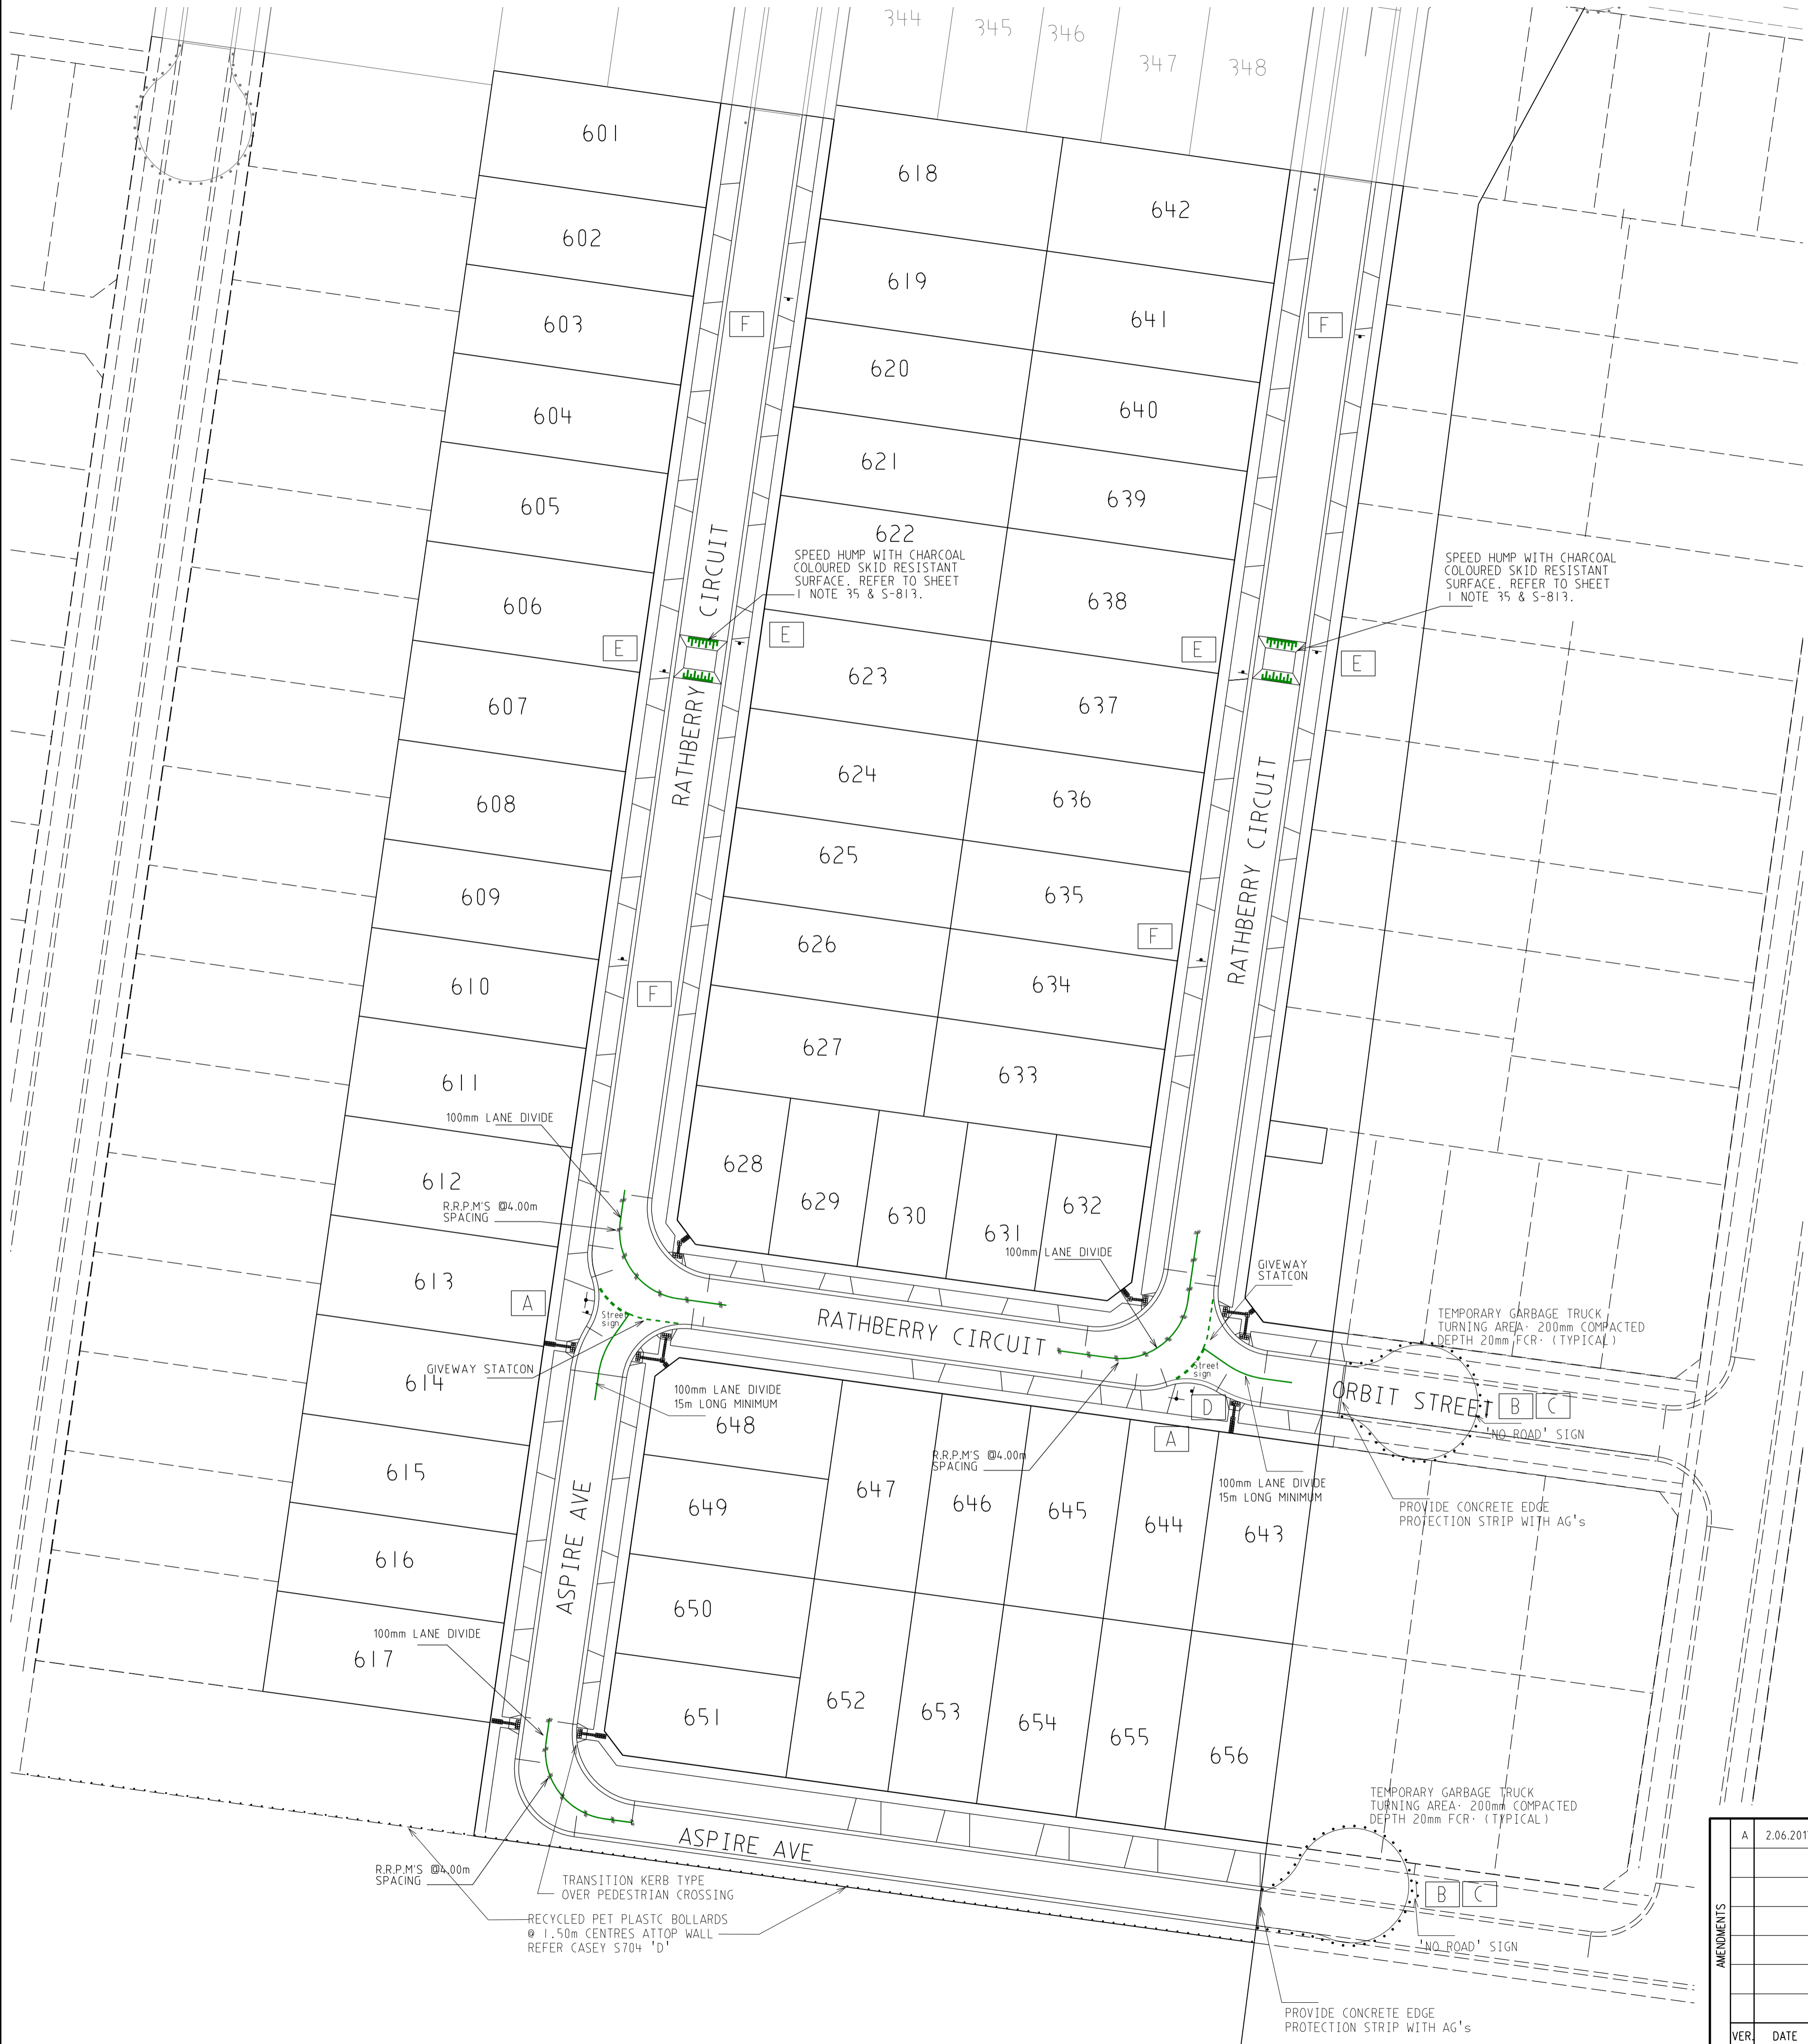 344
345
346
347
348
601
618
642
602
619
641
603
F
F
620
640
604
621
639
605
622
SPEED HUMP WITH CHARCOAL
COLOURED SKID RESISTANT
SURFACE. REFER TO SHEET
1 NOTE 35 & S-813.
SPEED HUMP WITH CHARCOAL
COLOURED SKID RESISTANT
SURFACE. REFER TO SHEET
1 NOTE 35 & S-813.
RATHBERRY CIRCUIT
606
638
E
E
E
E
623
607
637
624
636
608
RATHBERRY CIRCUIT
625
635
609
626
F
634
610
F
627
633
611
100mm LANE DIVIDE
628
629
630
631
632
612
R.R.P.M'S @4.00m
SPACING
100mm LANE DIVIDE
GIVEWAY
STATCON
613
A
Street
sign
RATHBERRY CIRCUIT
TEMPORARY GARBAGE TRUCK
TURNING AREA. 200mm COMPACTED
DEPTH 20mm FCR. (TYPICAL)
GIVEWAY STATCON
614
100mm LANE DIVIDE
15m LONG MINIMUM
648
Street
sign
ORBIT STREET
B
C
D
'NO ROAD' SIGN
A
R.R.P.M'S @4.00m
SPACING
615
647
646
645
644
643
100mm LANE DIVIDE
15m LONG MINIMUM
PROVIDE CONCRETE EDGE
PROTECTION STRIP WITH AG's
649
ASPIRE AVE
616
650
100mm LANE DIVIDE
617
651
652
653
654
655
656
TEMPORARY GARBAGE TRUCK
TURNING AREA. 200mm COMPACTED
DEPTH 20mm FCR. (TYPICAL)
ASPIRE AVE
R.R.P.M'S @4.00m
SPACING
TRANSITION KERB TYPE
OVER PEDESTRIAN CROSSING
B
C
RECYCLED PET PLASTC BOLLARDS
@ 1.50m CENTRES ATTOP WALL
REFER CASEY S704 'D'
'NO ROAD' SIGN
PROVIDE CONCRETE EDGE
PROTECTION STRIP WITH AG's
A
AMENDMENTS
VER.
DATE